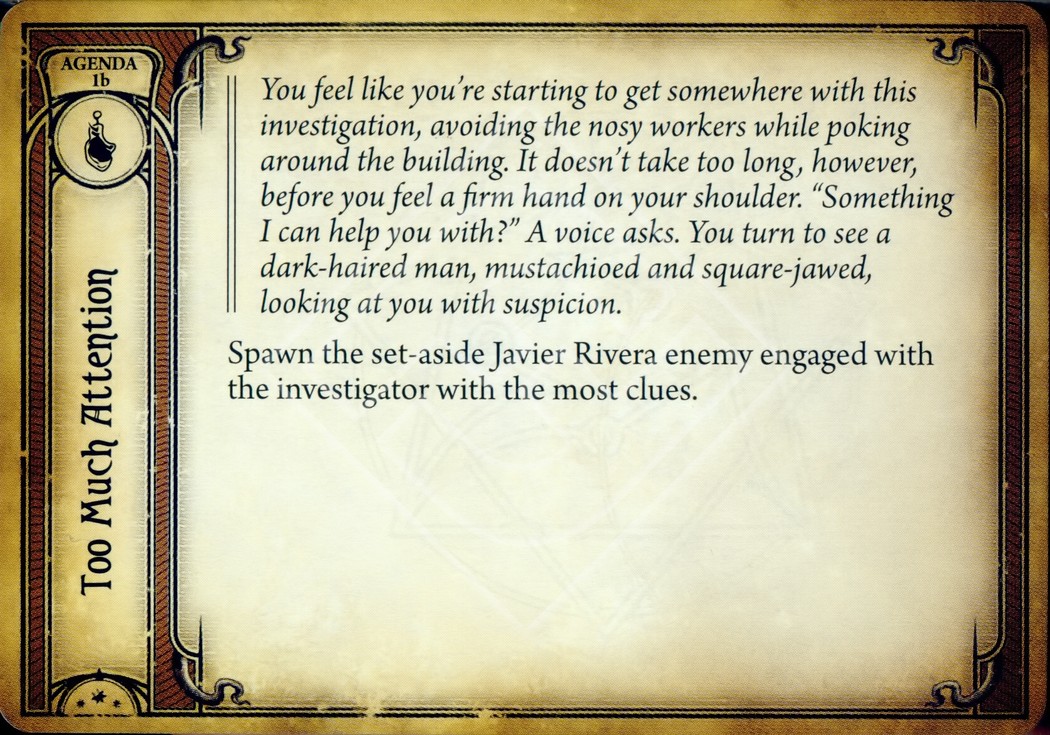 AGENDA
1b
Too Much Attention
You feel like you’re starting to get somewhere with this
investigation, avoiding the nosy workers while poking
around the building. It doesn’t take too long, however,
before you feel a firm hand on your shoulder. “Something
I can help you with?” A voice asks. You turn to see a
dark-haired man, mustachioed and square-jawed,
looking at you with suspicion.
Spawn the set-aside Javier Rivera enemy engaged with
the investigator with the most clues.